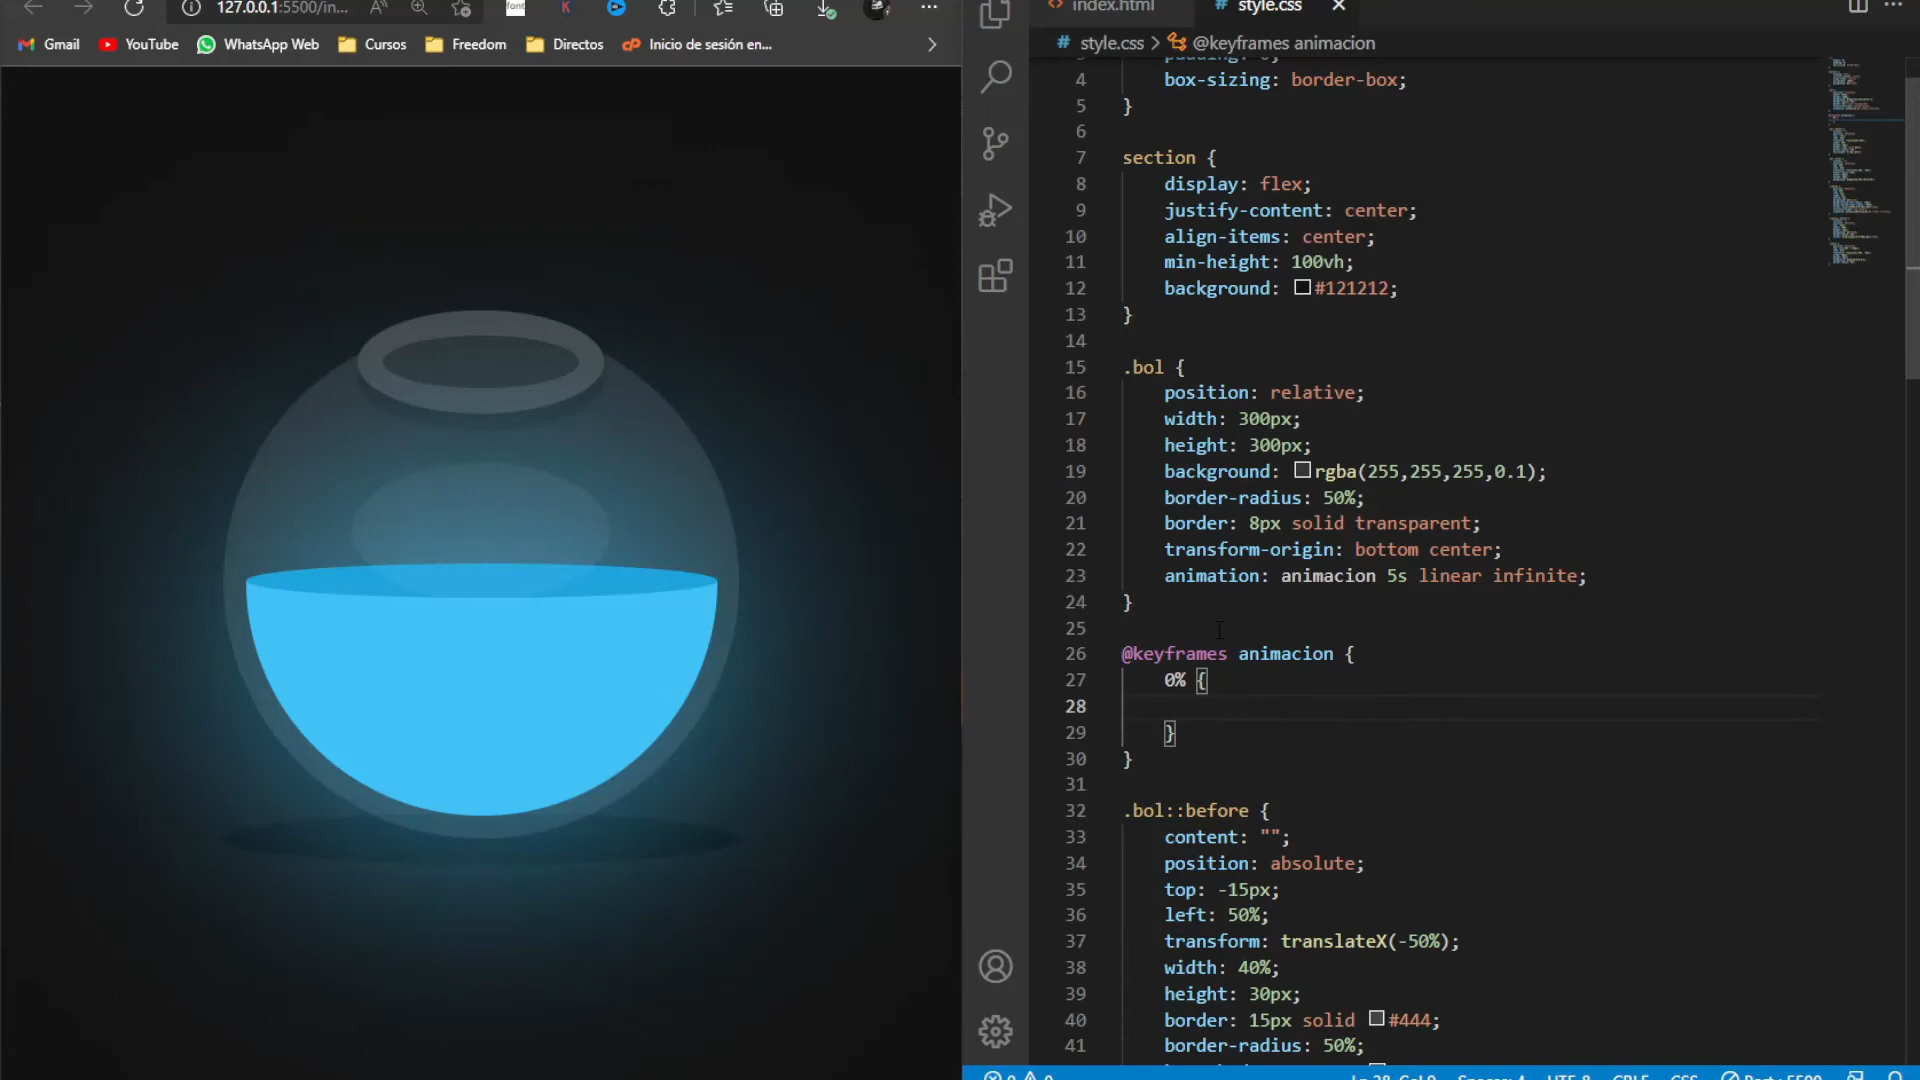 127.0.0.1:5500/in...
font
K
Gmail
YouTube
WhatsApp Web
Cursos
Freedom
Directos
Inicio de sesión en...
index.html
# style.css
# style.css > @keyframes animacion
4 box-sizing: border-box;
5 }
6
7 section {
8 display: flex;
9 justify-content: center;
10 align-items: center;
11 min-height: 100vh;
12 background: #121212;
13 }
14
15 .bol {
16 position: relative;
17 width: 300px;
18 height: 300px;
19 background: rgba(255,255,255,0.1);
20 border-radius: 50%;
21 border: 8px solid transparent;
22 transform-origin: bottom center;
23 animation: animacion 5s linear infinite;
24 }
25
26 @keyframes animacion {
27 0% {
28
29 }
30 }
31
32 .bol::before {
33 content: "";
34 position: absolute;
35 top: -15px;
36 left: 50%;
37 transform: translateX(-50%);
38 width: 40%;
39 height: 30px;
40 border: 15px solid #444;
41 border-radius: 50%;